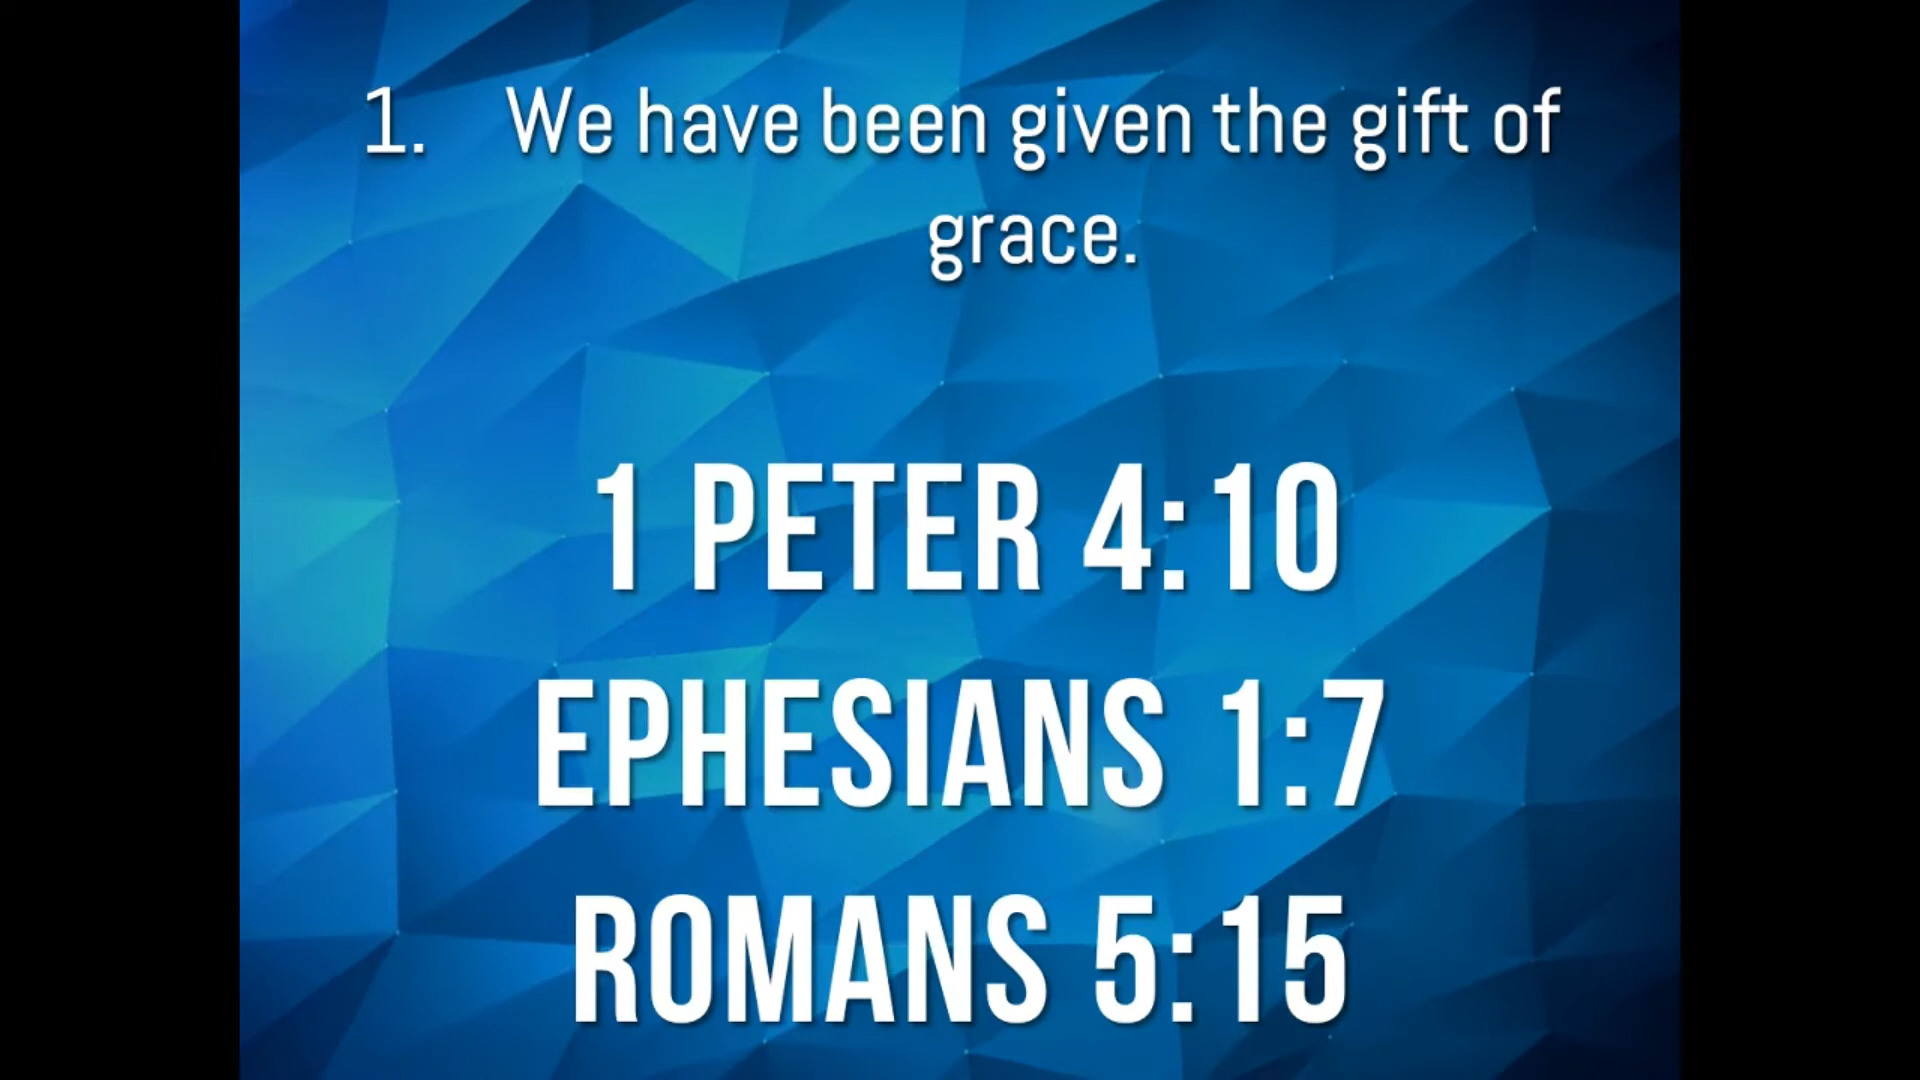 1. We have been given the gift of
grace.
1 PETER 4:10
EPHESIANS 1:7
ROMANS 5:15